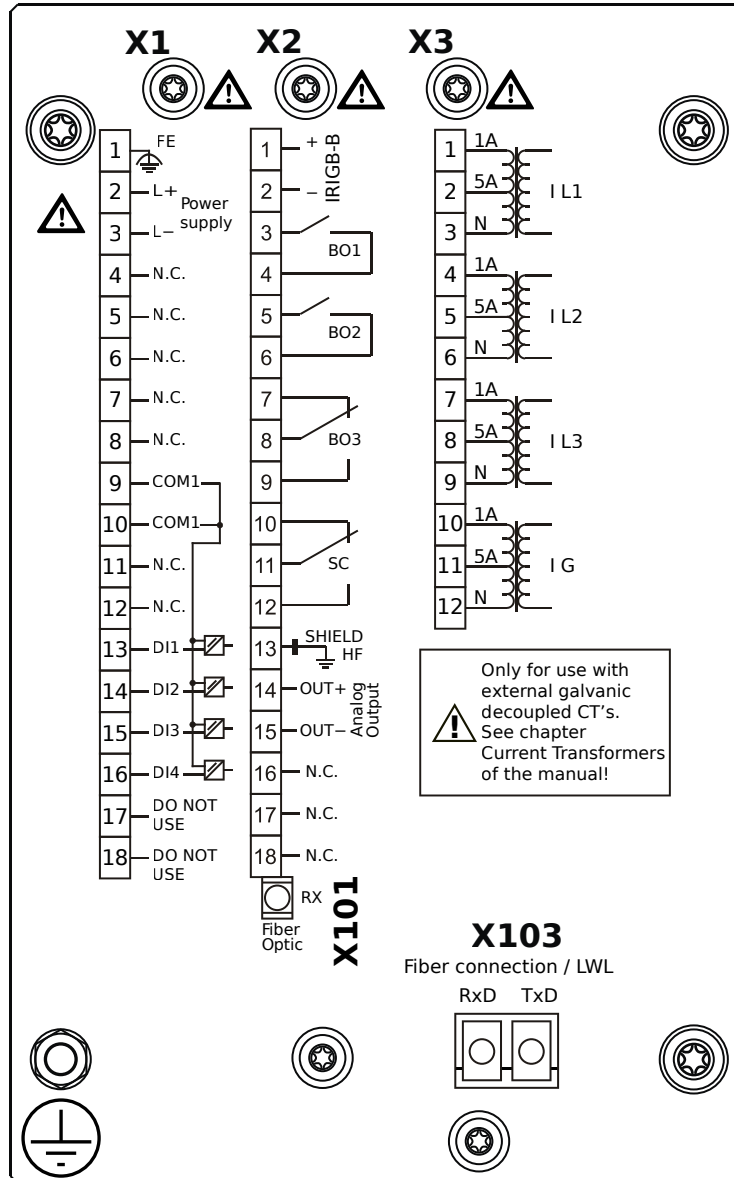 X1
X2
X3
1
FE
2
L+
Power
supply
3
L−
4
N.C.
5
N.C.
6
N.C.
7
N.C.
8
N.C.
9
COM1
10
COM1
11
N.C.
12
N.C.
13
DI1
14
DI2
15
DI3
16
DI4
17
DO NOT
USE
18
DO NOT
USE
1
+
2
−
IRIGB-B
3
BO1
4
5
BO2
6
7
8
BO3
9
10
11
SC
12
13
SHIELD
HF
14
OUT+
15
OUT−
Analog
Output
16
N.C.
17
N.C.
18
N.C.
RX
Fiber
Optic
X101
1
1A
2
5A
I L1
3
N
4
1A
5
5A
I L2
6
N
7
1A
8
5A
I L3
9
N
10
1A
11
5A
I G
12
N
Only for use with
external galvanic
decoupled CT's.
See chapter
Current Transformers
of the manual!
X103
Fiber connection / LWL
RxD TxD